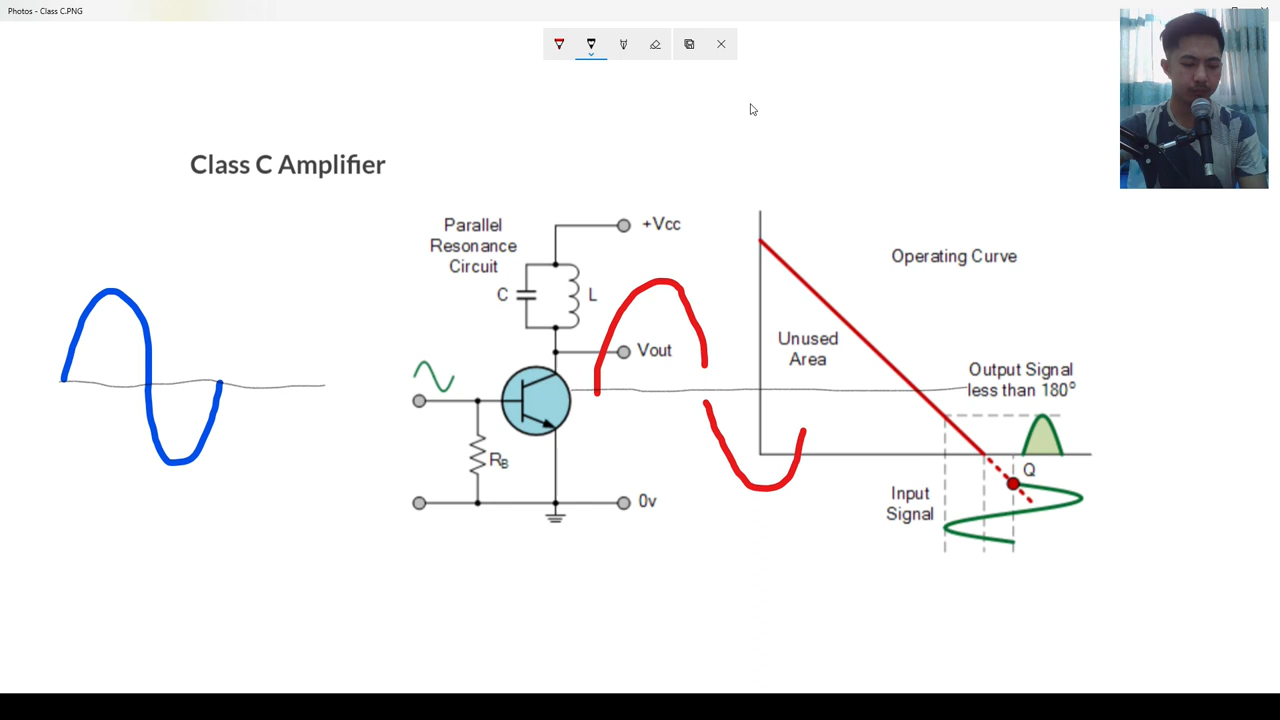 Photos - Class C.PNG
Class C Amplifier
Parallel
Resonance
Circuit
+Vcc
C
L
Vout
RB
0v
Operating Curve
Unused
Area
Output Signal
less than 180°
Q
Input
Signal